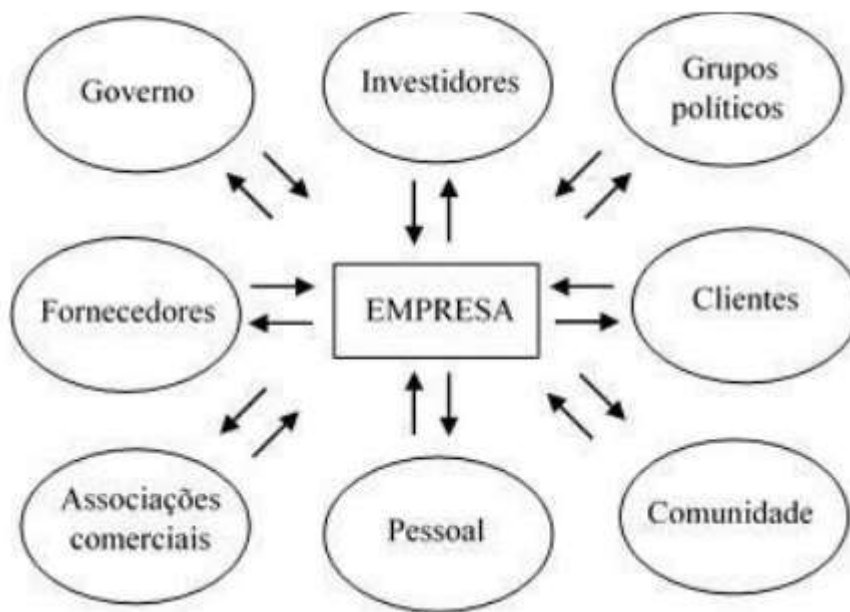 Governo
Investidores
Grupos
políticos
Fornecedores
EMPRESA
Clientes
Associações
comerciais
Pessoal
Comunidade